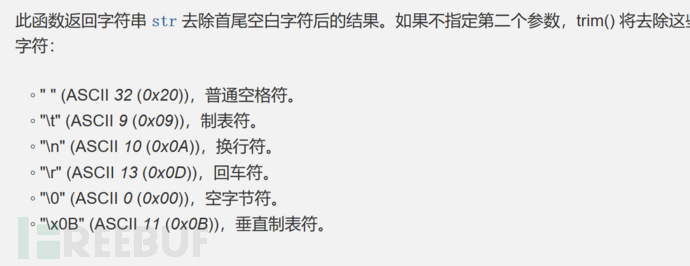 此函数返回字符串 str 去除首尾空白字符后的结果。如果不指定第二个参数，trim() 将去除这些
字符：
" " (ASCII 32 (0x20))，普通空格符。
"\t" (ASCII 9 (0x09))，制表符。
"\n" (ASCII 10 (0x0A))，换行符。
"\r" (ASCII 13 (0x0D))，回车符。
"\0" (ASCII 0 (0x00))，空字节符。
"\x0B" (ASCII 11 (0x0B))，垂直制表符。
FREEBUF